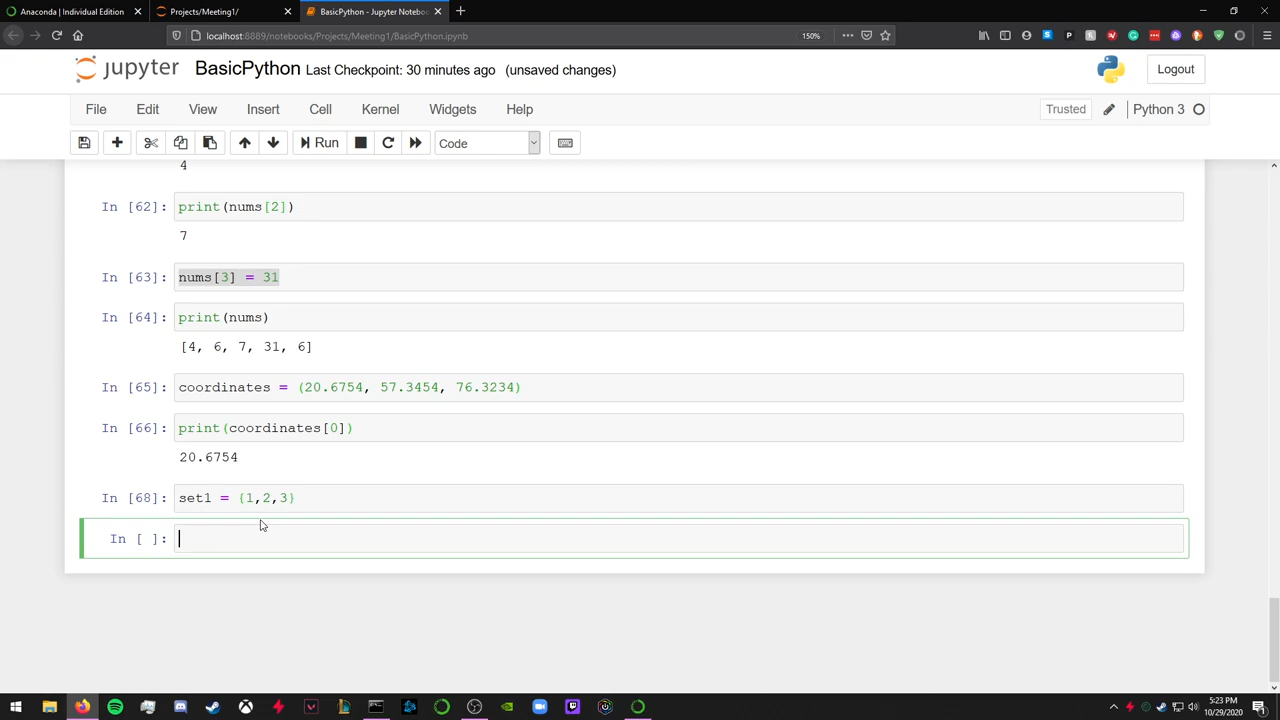 Anaconda | Individual Edition
Projects/Meeting1/
BasicPython - Jupyter Noteboo
localhost:8889/notebooks/Projects/Meeting1/BasicPython.ipynb
150%
jupyter BasicPython Last Checkpoint: 30 minutes ago (unsaved changes)
Logout
File Edit View Insert Cell Kernel Widgets Help
Trusted
Python 3
Run
Code
4
In [62]: print(nums[2])
7
In [63]: nums[3] = 31
In [64]: print(nums)
[4, 6, 7, 31, 6]
In [65]: coordinates = (20.6754, 57.3454, 76.3234)
In [66]: print(coordinates[0])
20.6754
In [68]: set1 = {1,2,3}
In [ ]:
5:23 PM
10/29/2020